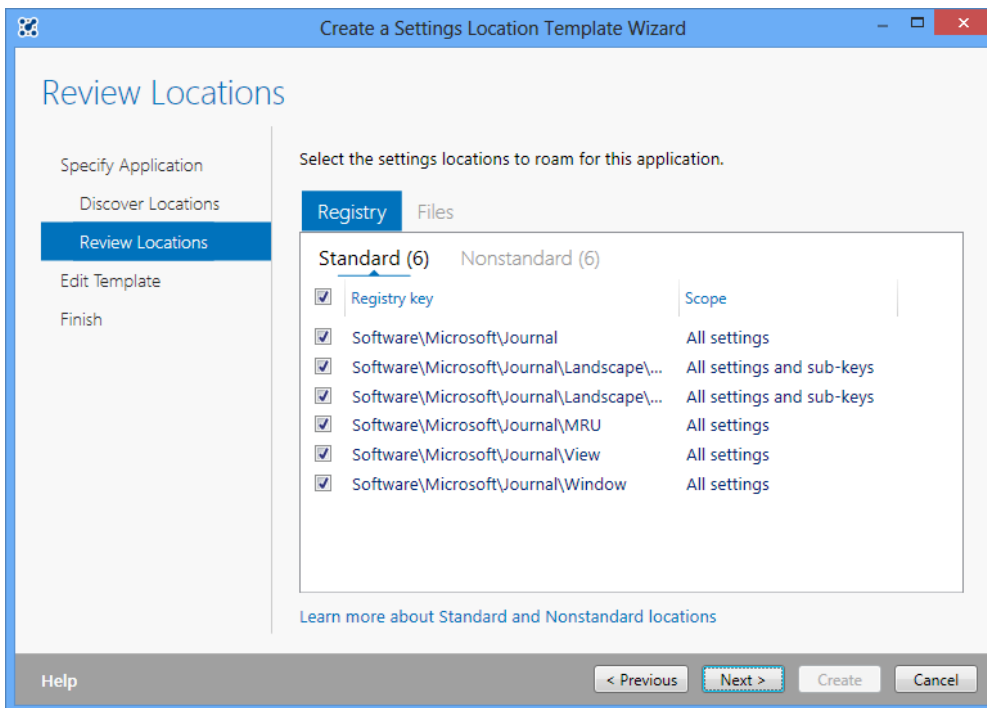 Create a Settings Location Template Wizard
Review Locations
Specify Application
Discover Locations
Review Locations
Edit Template
Finish
Select the settings locations to roam for this application.
Registry Files
Standard (6) Nonstandard (6)
Registry key Scope
Software\Microsoft\Journal All settings
Software\Microsoft\Journal\Landscape\... All settings and sub-keys
Software\Microsoft\Journal\Landscape\... All settings and sub-keys
Software\Microsoft\Journal\MRU All settings
Software\Microsoft\Journal\View All settings
Software\Microsoft\Journal\Window All settings
Learn more about Standard and Nonstandard locations
Help < Previous Next > Create Cancel